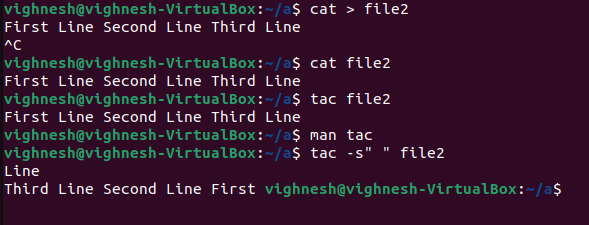 vighnesh@vighnesh-VirtualBox:~/a$ cat > file2
First Line Second Line Third Line
^C
vighnesh@vighnesh-VirtualBox:~/a$ cat file2
First Line Second Line Third Line
vighnesh@vighnesh-VirtualBox:~/a$ tac file2
First Line Second Line Third Line
vighnesh@vighnesh-VirtualBox:~/a$ man tac
vighnesh@vighnesh-VirtualBox:~/a$ tac -s" " file2
Line
Third Line Second Line First vighnesh@vighnesh-VirtualBox:~/a$